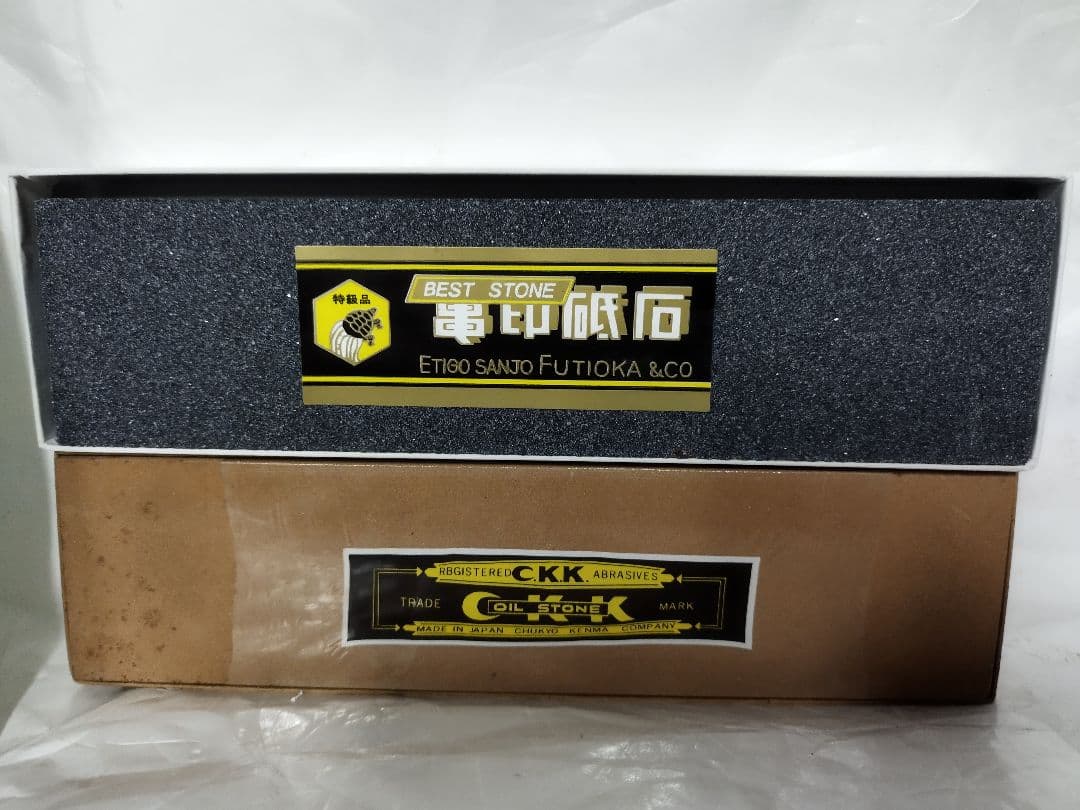 特級品
BEST STONE
亀印砥石
ETIGO SANJO FUTIOKA & CO
RBGISTERED C.K.K. ABRASIVES
TRADE CKK MARK
OIL STONE
MADE IN JAPAN CHUKYO KENMA COMPANY